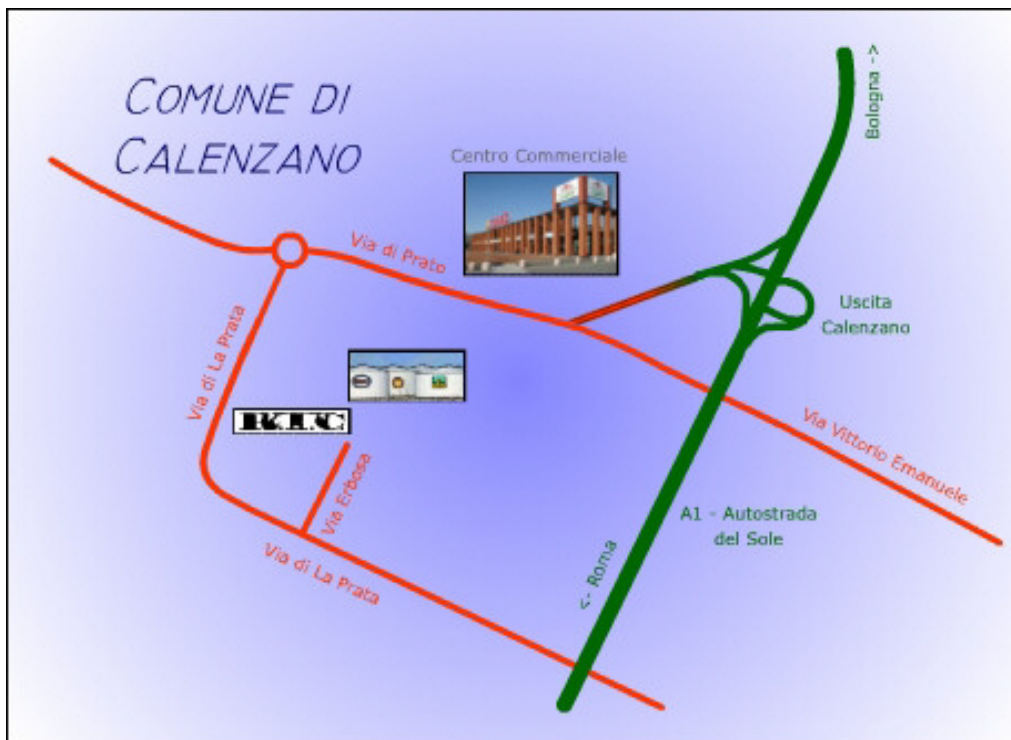 COMUNE DI
CALENZANO
Bologna ->
Centro Commerciale
Via di Prato
Uscita
Calenzano
Via di La Prata
R.I.C
Via Erbosa
Via Vittorio Emanuele
A1 - Autostrada
del Sole
Via di La Prata
<- Roma